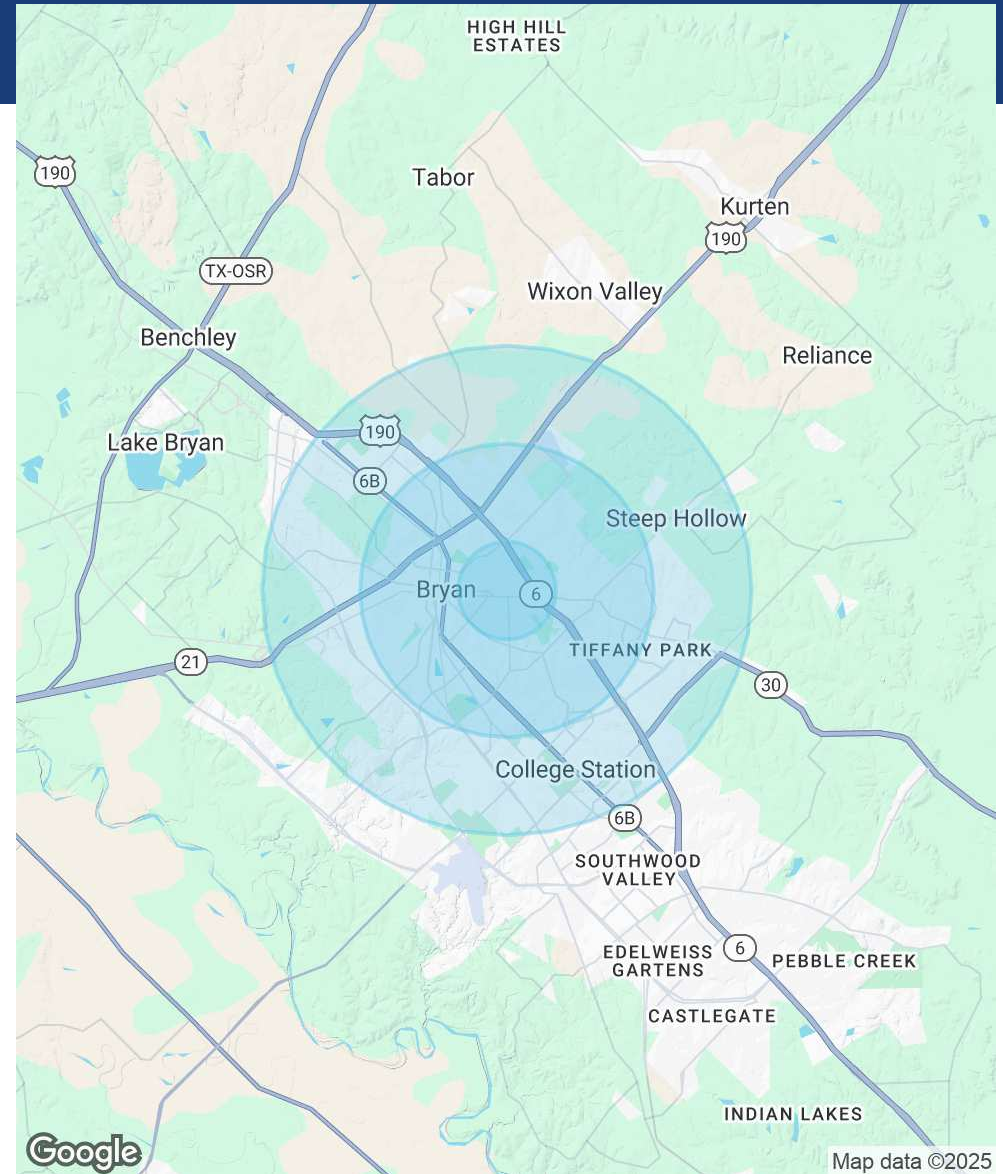 HIGH HILL
ESTATES
190
Tabor
Kurten
190
TX-OSR
Wixon Valley
Benchley
Reliance
190
Lake Bryan
6B
Steep Hollow
Bryan
6
TIFFANY PARK
21
30
College Station
6B
SOUTHWOOD
VALLEY
EDELWEISS
GARTENS
6
PEBBLE CREEK
CASTLEGATE
INDIAN LAKES
Google
Map data ©2025